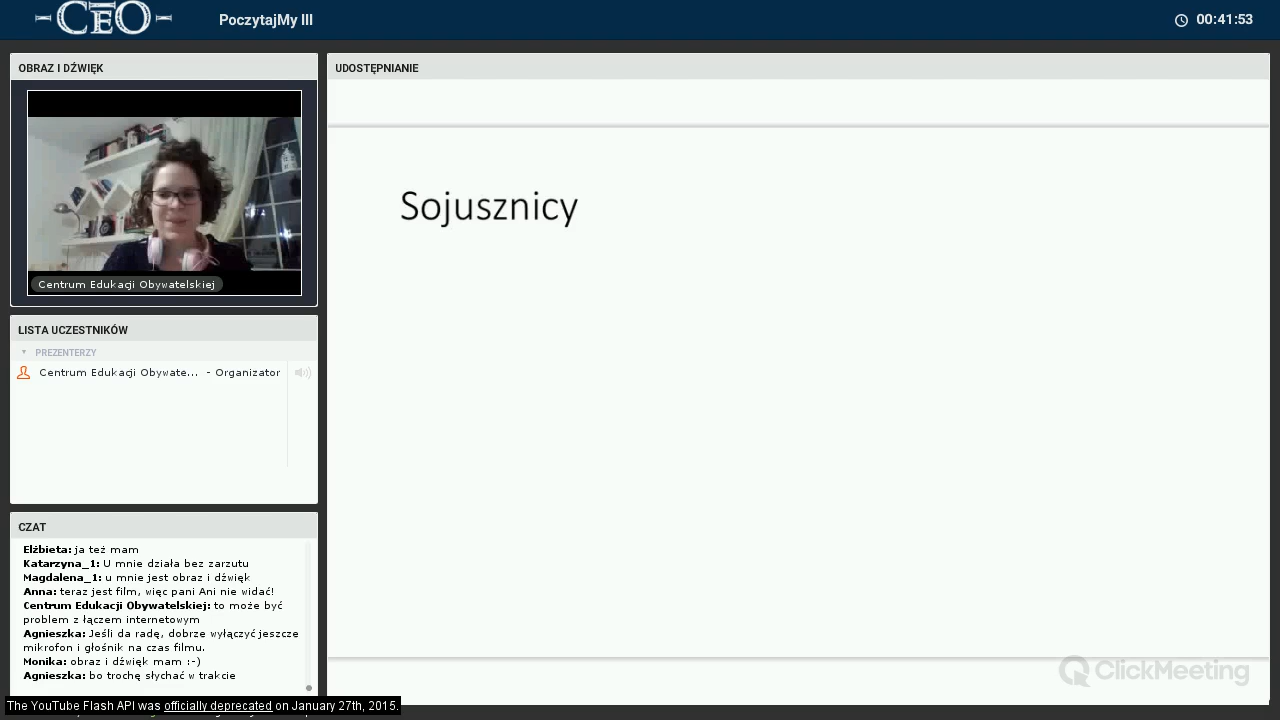 CEO
PoczytajMy III
00:41:53
OBRAZ I DŹWIĘK
Centrum Edukacji Obywatelskiej
LISTA UCZESTNIKÓW
PREZENTERZY
Centrum Edukacji Obywate... - Organizator
CZAT
Elżbieta: ja też mam
Katarzyna_1: U mnie działa bez zarzutu
Magdalena_1: u mnie jest obraz i dźwięk
Anna: teraz jest film, więc pani Ani nie widać!
Centrum Edukacji Obywatelskiej: to może być
problem z łączem internetowym
Agnieszka: Jeśli da radę, dobrze wyłączyć jeszcze
mikrofon i głośnik na czas filmu.
Monika: obraz i dźwięk mam :-)
Agnieszka: bo trochę słychać w trakcie
The YouTube Flash API was officially deprecated on January 27th, 2015.
UDOSTĘPNIANIE
Sojusznicy
ClickMeeting